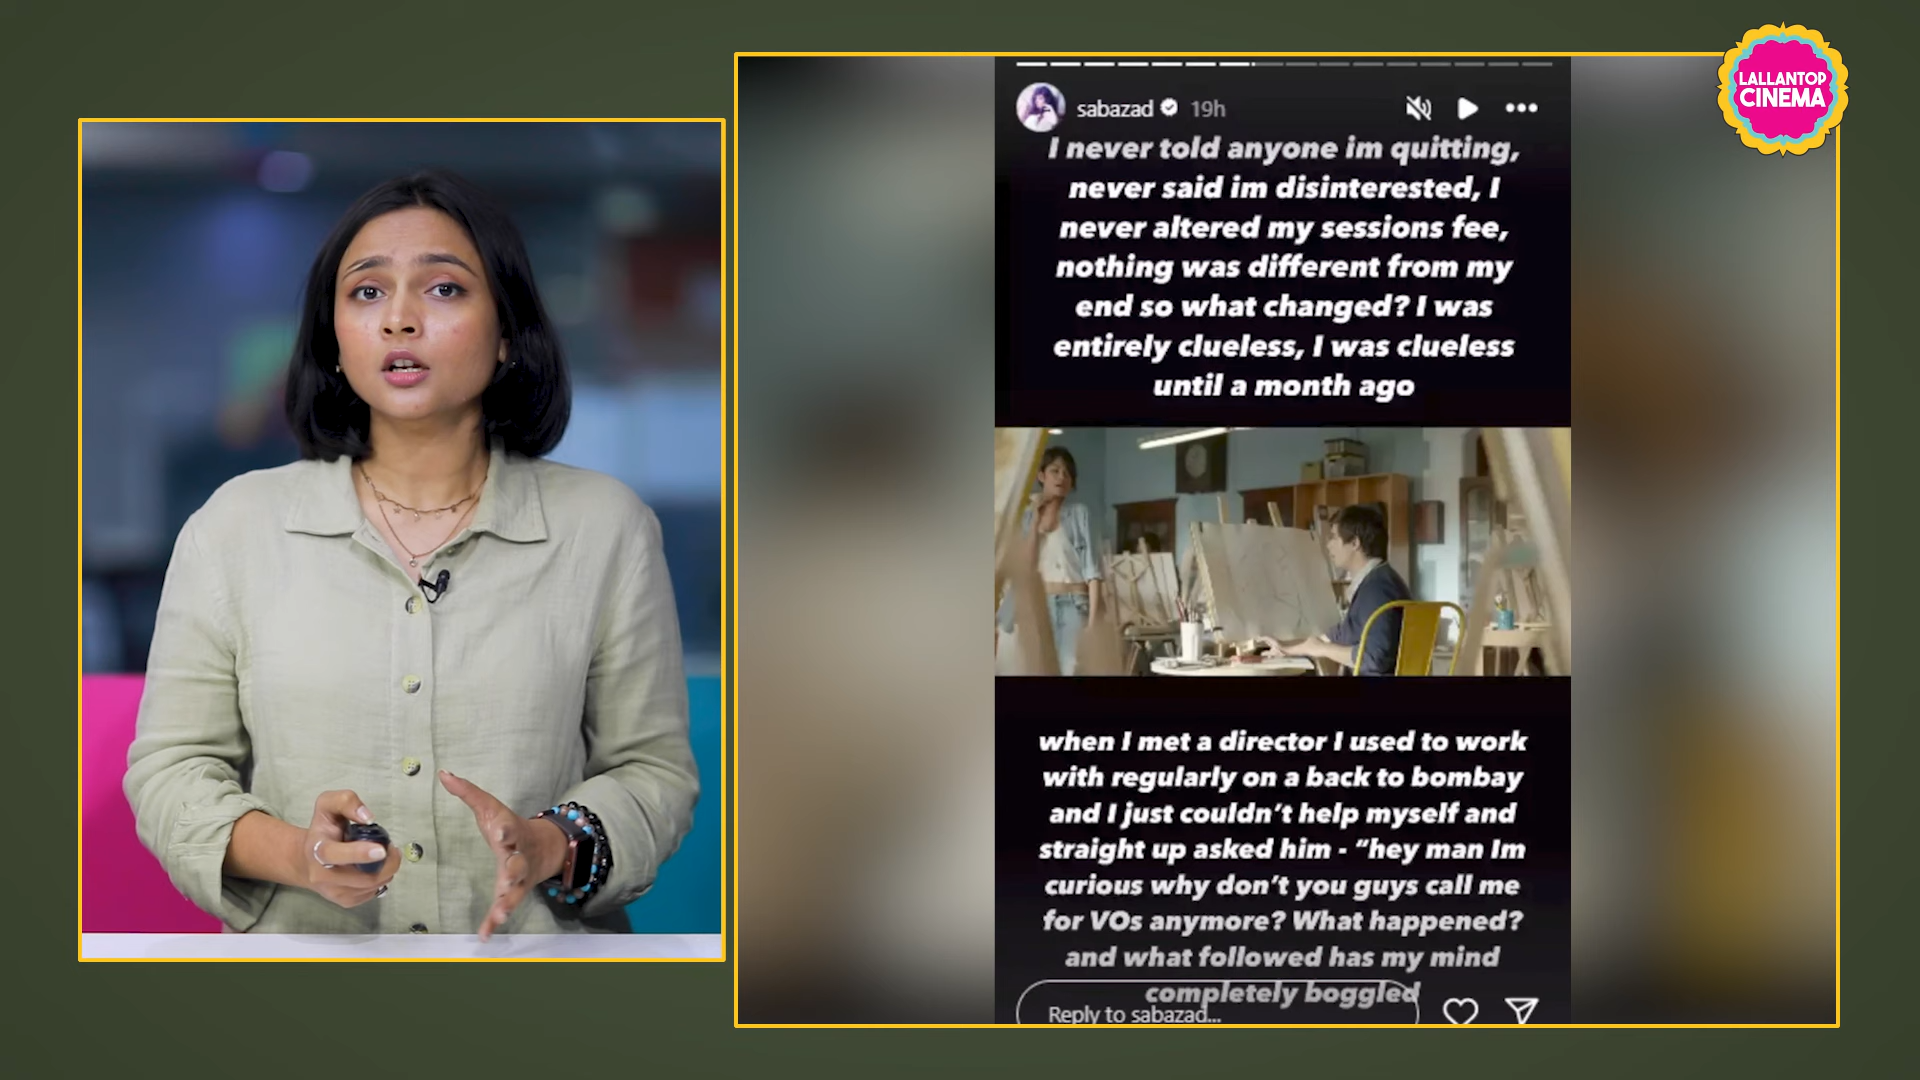 LALLANTOP
CINEMA
sabazad 19h
I never told anyone im quitting,
never said im disinterested, I
never altered my sessions fee,
nothing was different from my
end so what changed? I was
entirely clueless, I was clueless
until a month ago
when I met a director I used to work
with regularly on a back to bombay
and I just couldn't help myself and
straight up asked him - "hey man Im
curious why don't you guys call me
for VOs anymore? What happened?
and what followed has my mind
completely boggled
Reply to sabazad...